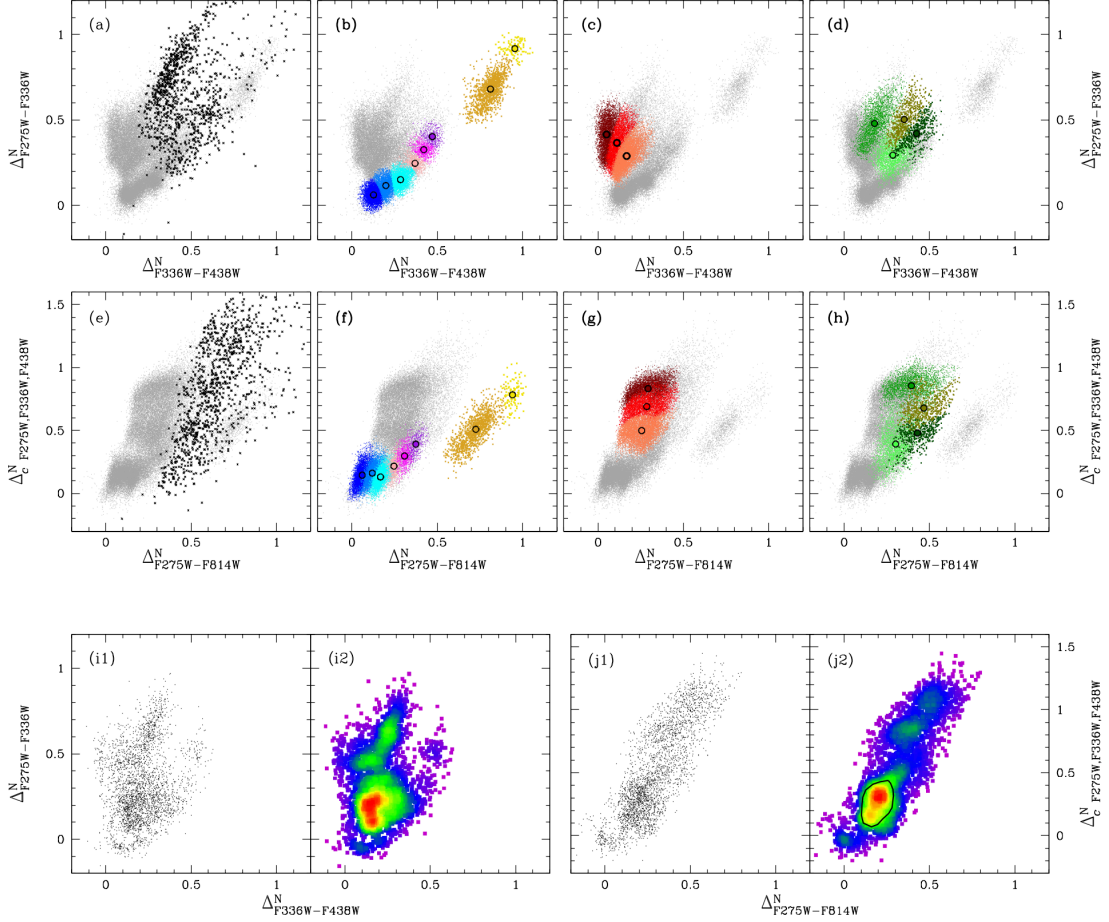 (a) (b) (c) (d)
1 1
0.5 0.5
0 0
Δ^N_F275W−F336W Δ^N_F275W−F336W
0 0.5 1 0 0.5 1 0 0.5 1 0 0.5 1
Δ^N_F336W−F438W Δ^N_F336W−F438W Δ^N_F336W−F438W Δ^N_F336W−F438W
(e) (f) (g) (h)
1.5 1.5
1 1
0.5 0.5
0 0
Δ^N_c F275W,F336W,F438W Δ^N_c F275W,F336W,F438W
0 0.5 1 0 0.5 1 0 0.5 1 0 0.5 1
Δ^N_F275W−F814W Δ^N_F275W−F814W Δ^N_F275W−F814W Δ^N_F275W−F814W
(i1) (i2) (j1) (j2)
1 1.5
0.5 1
0 0.5
0
Δ^N_F275W−F336W Δ^N_c F275W,F336W,F438W
0 0.5 1 0 0.5 1 0 0.5 1 0 0.5 1
Δ^N_F336W−F438W Δ^N_F275W−F814W